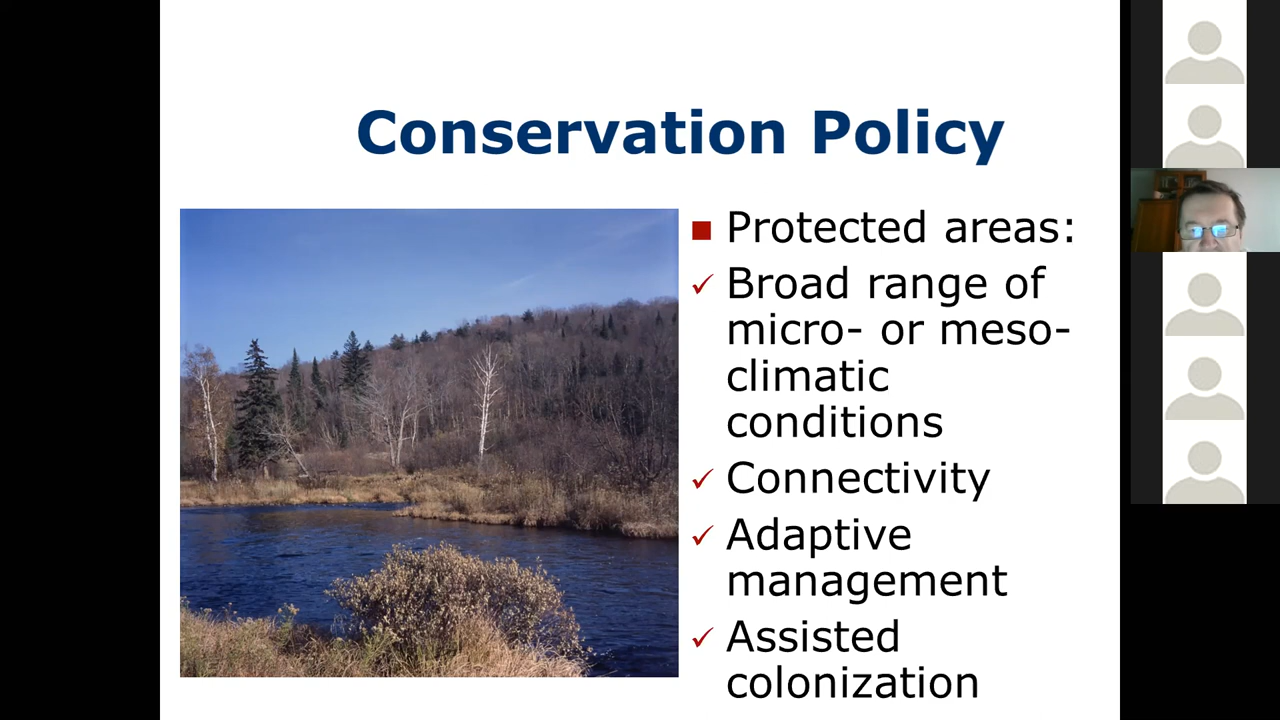 Conservation Policy
Protected areas:
Broad range of
micro- or meso-
climatic
conditions
Connectivity
Adaptive
management
Assisted
colonization